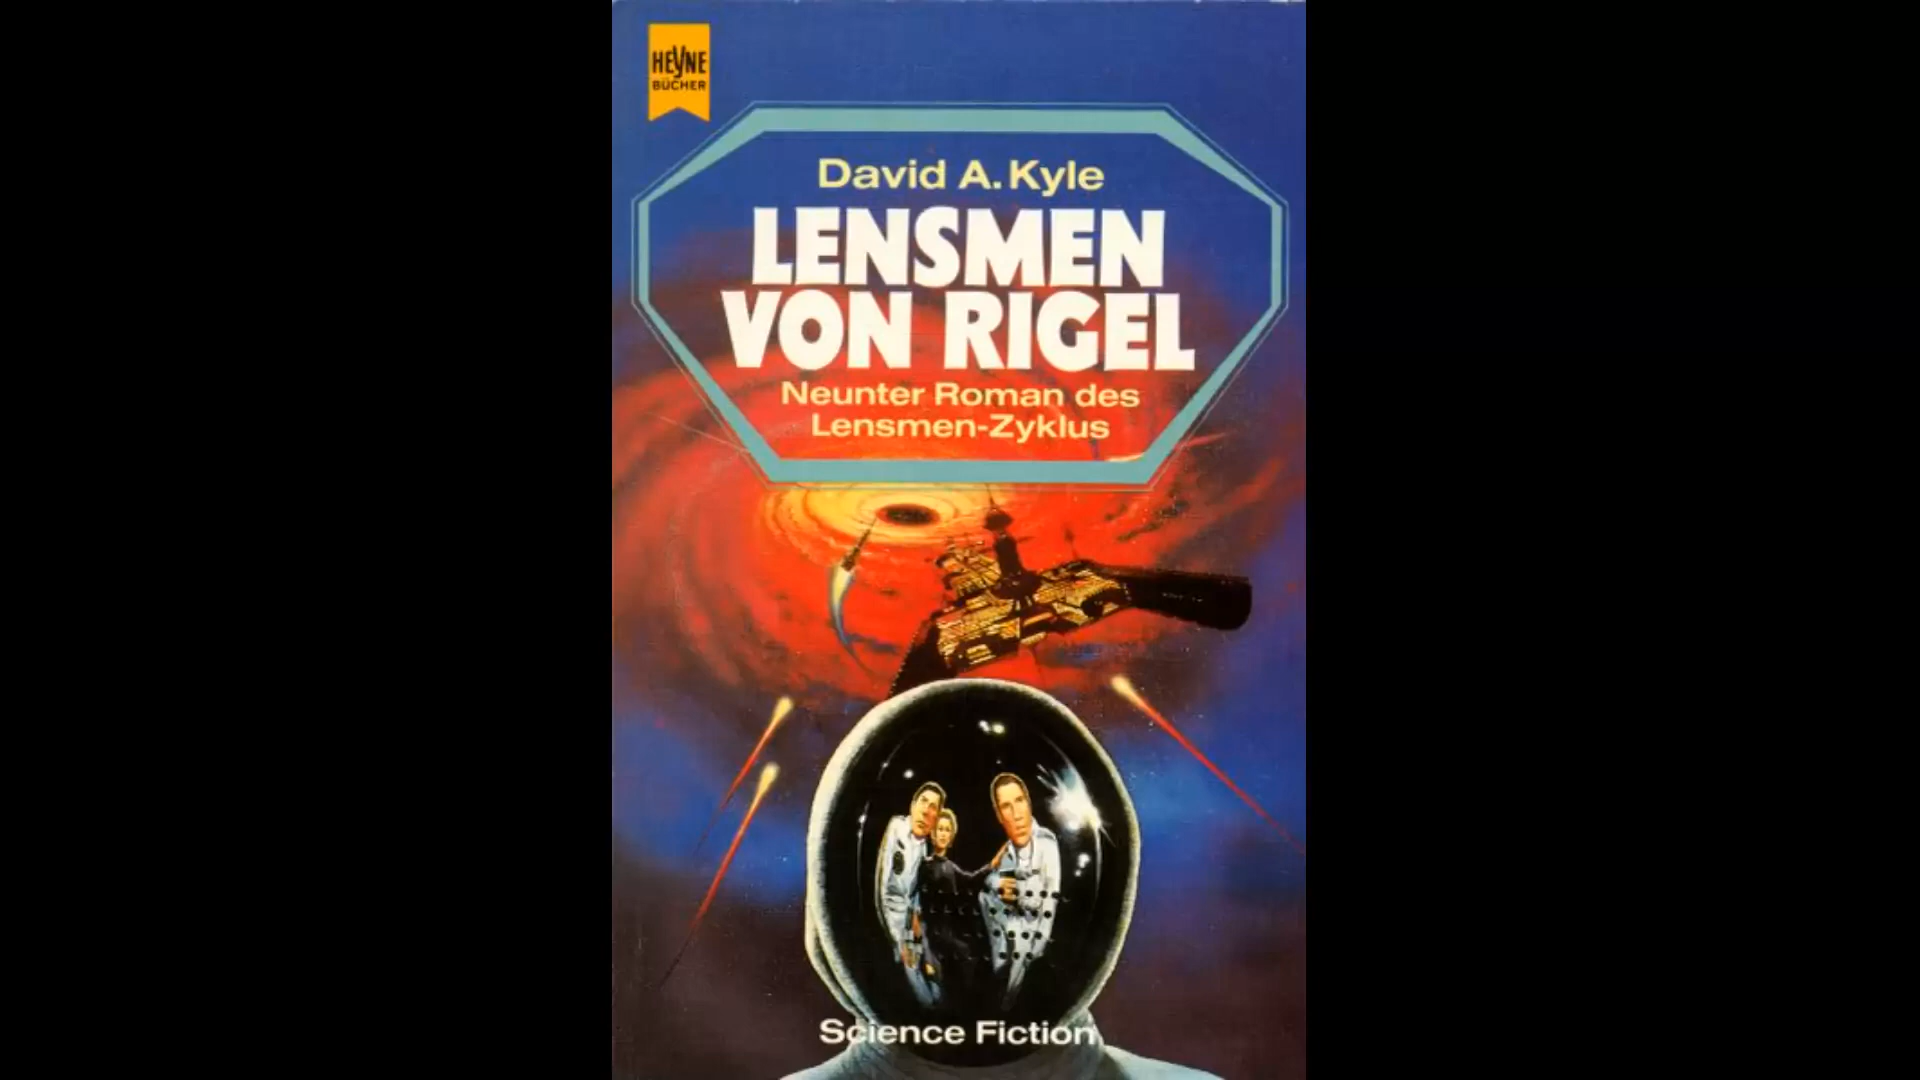 HEYNE
BÜCHER
David A. Kyle
LENSMEN
VON RIGEL
Neunter Roman des
Lensmen-Zyklus
Science Fiction